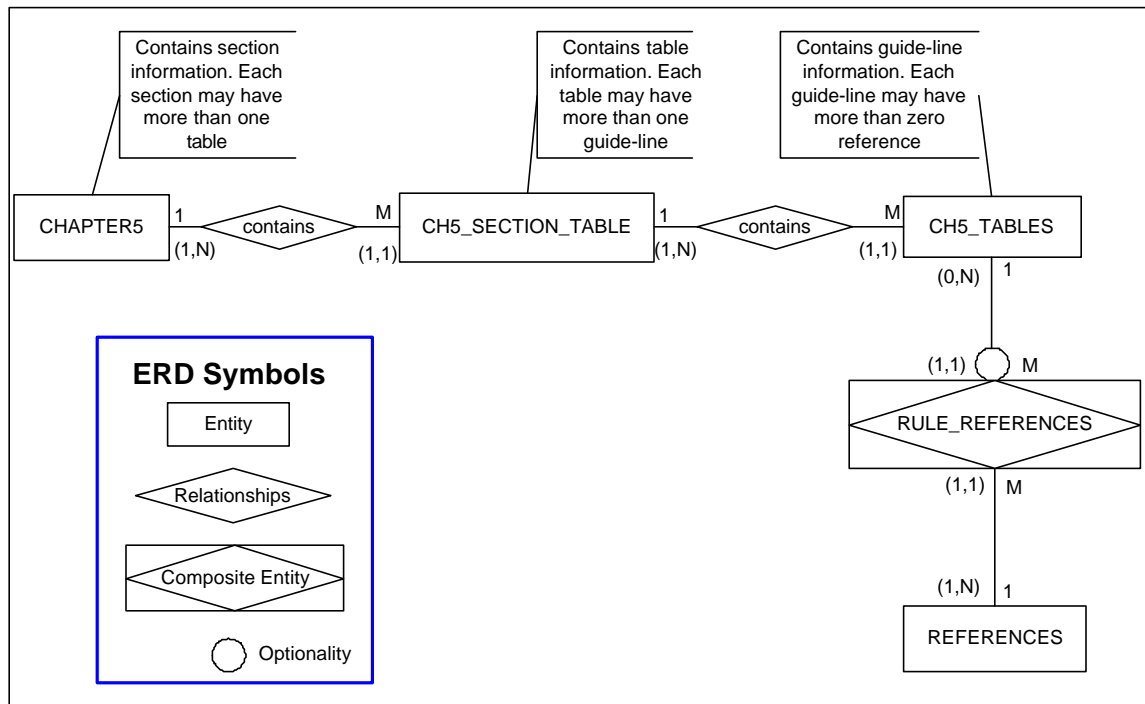 Contains section
information. Each
section may have
more than one
table
Contains table
information. Each
table may have
more than one
guide-line
Contains guide-line
information. Each
guide-line may have
more than zero
reference
CHAPTER5
1
(1,N)
contains
M
(1,1)
CH5_SECTION_TABLE
1
(1,N)
contains
M
(1,1)
CH5_TABLES
(0,N)
1
(1,1)
M
RULE_REFERENCES
(1,1)
M
(1,N)
1
REFERENCES
ERD Symbols
Entity
Relationships
Composite Entity
Optionality